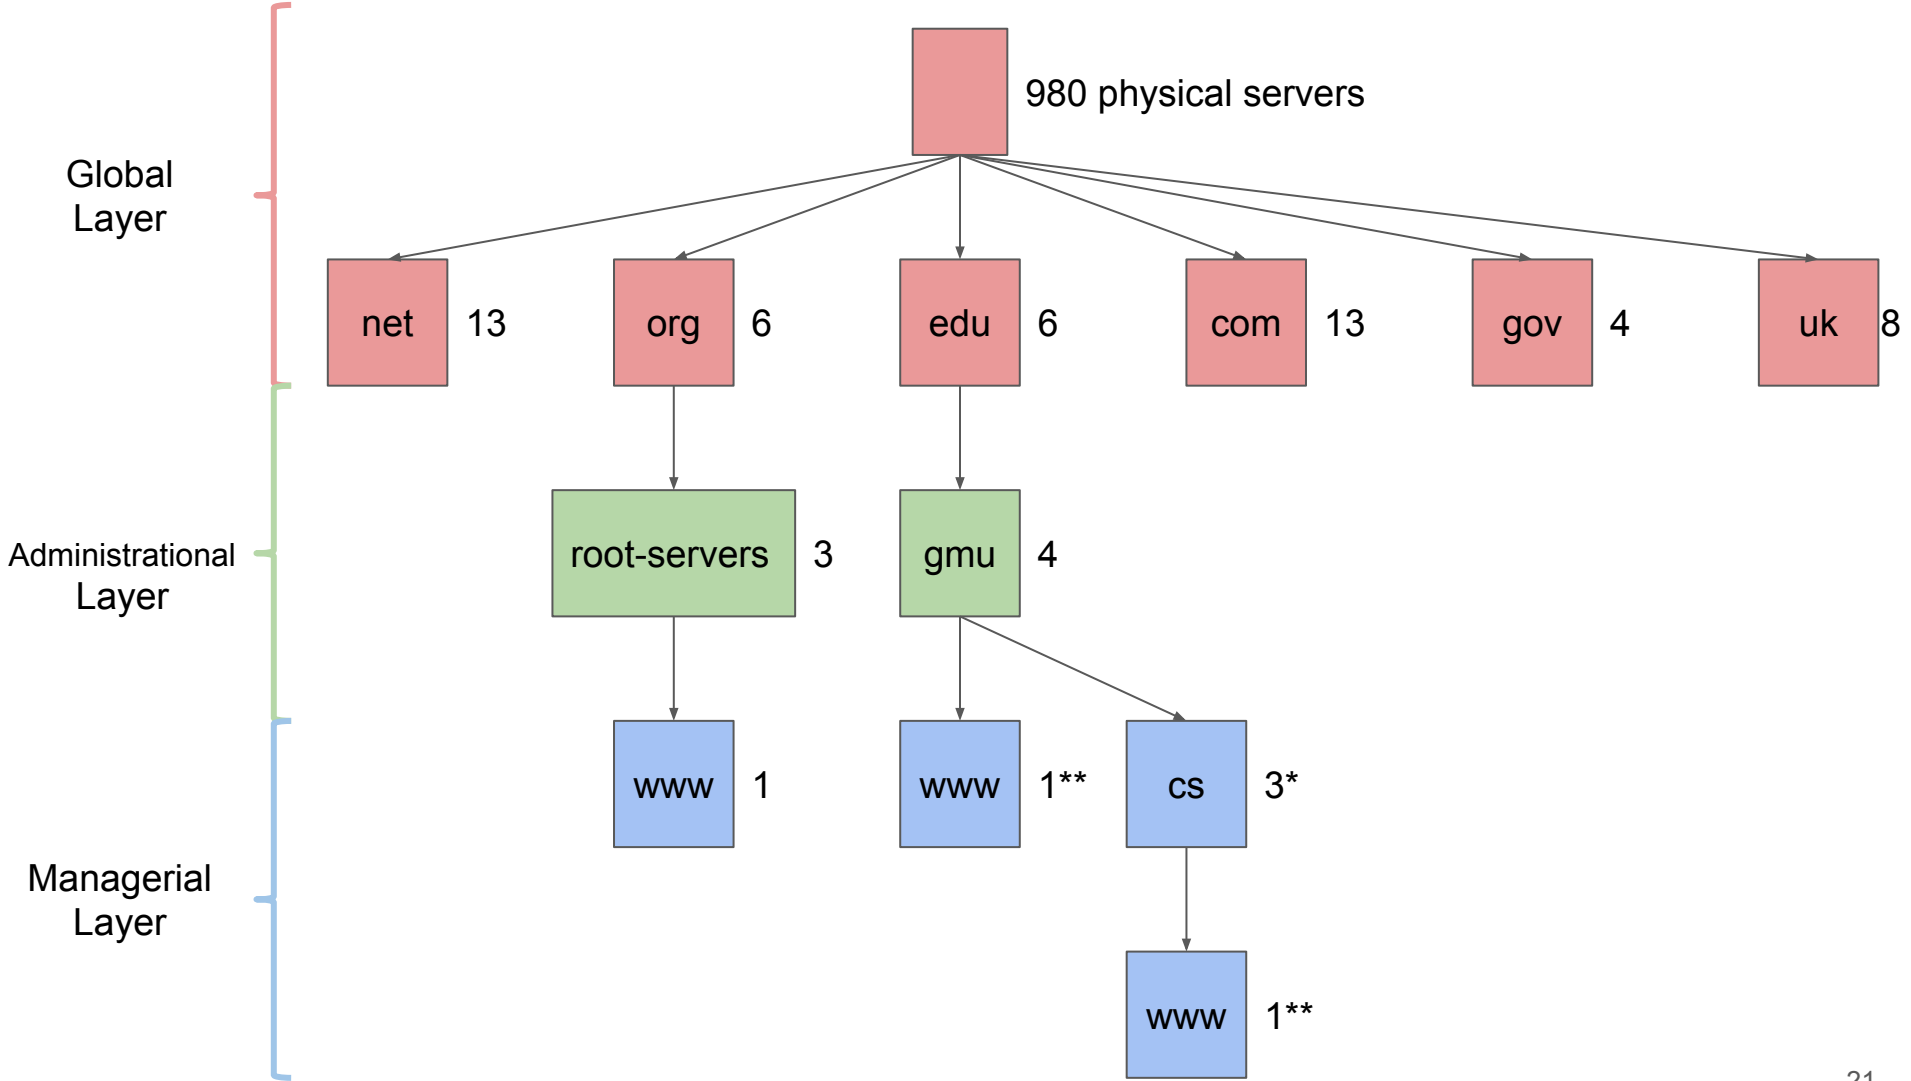 980 physical servers
Global
Layer
net 13
org 6
edu 6
com 13
gov 4
uk 8
Administrational
Layer
root-servers 3
gmu 4
Managerial
Layer
www 1
www 1**
cs 3*
www 1**
21